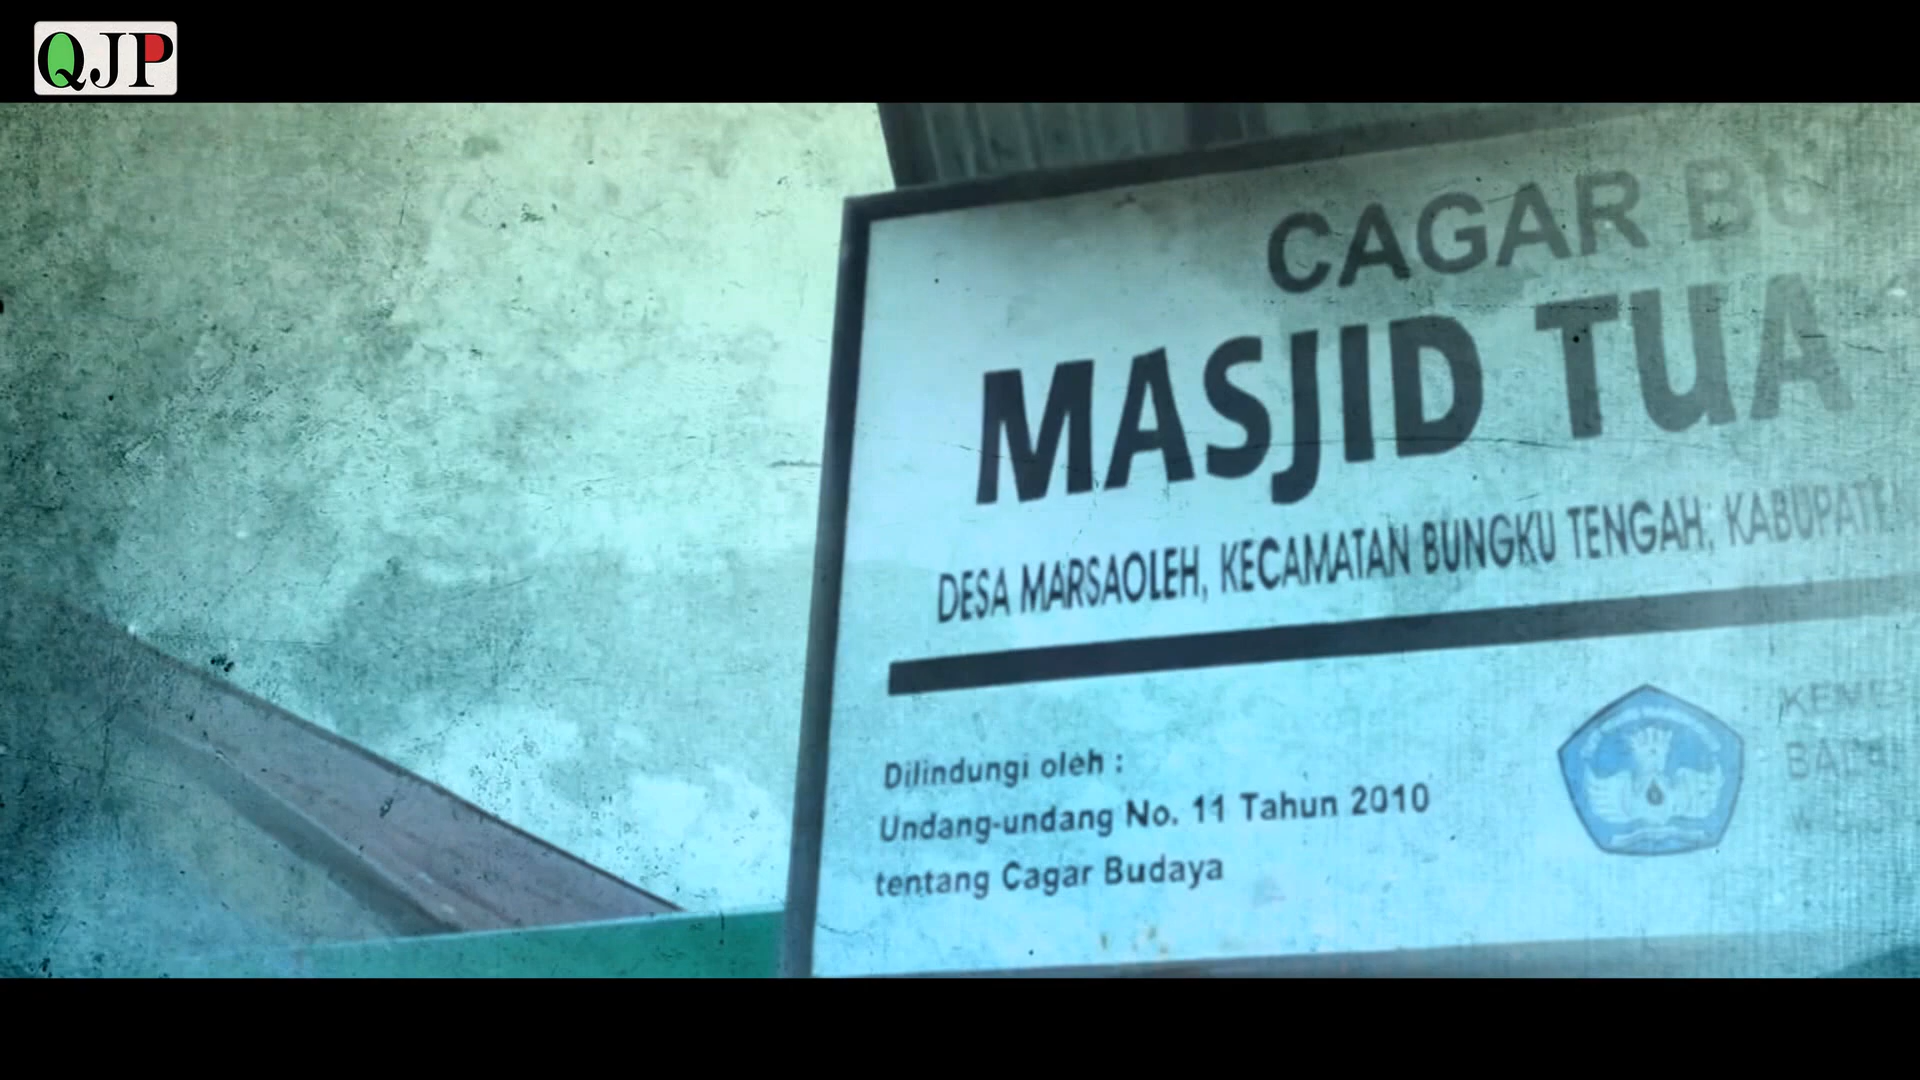 QJP
CAGAR
MASJID TUA
DESA MARSAOLEH, KECAMATAN BUNGKU TENGAH,
Dilindungi oleh :
Undang-undang No. 11 Tahun 2010
tentang Cagar Budaya